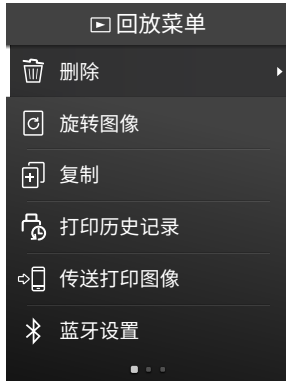 回放菜单
删除
旋转图像
复制
打印历史记录
传送打印图像
蓝牙设置